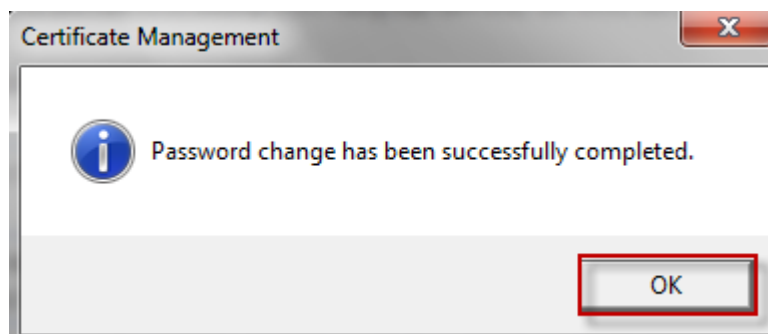 Certificate Management
Password change has been successfully completed.
OK